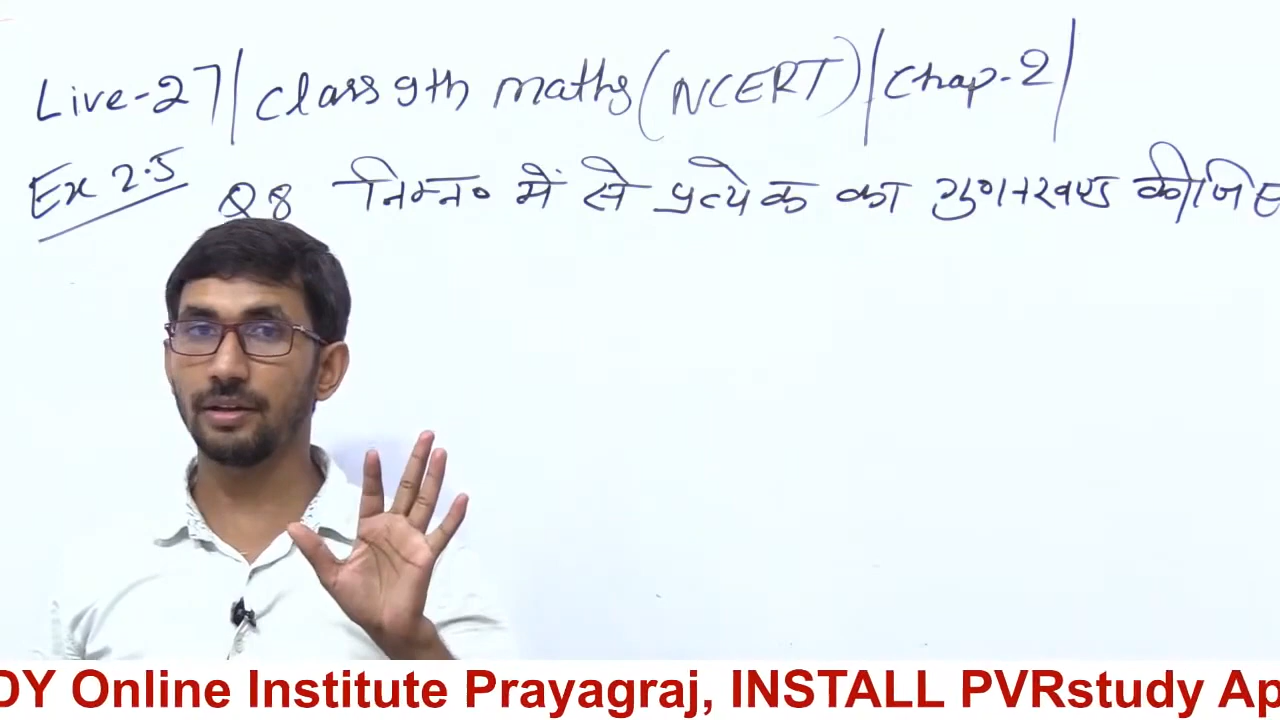 Live-27 | Class 9th maths (NCERT) | Chap-2 |
Ex 2.5 Q8 निम्न० में से प्रत्येक का गुणनखण्ड कीजिए
DY Online Institute Prayagraj, INSTALL PVRstudy Ap